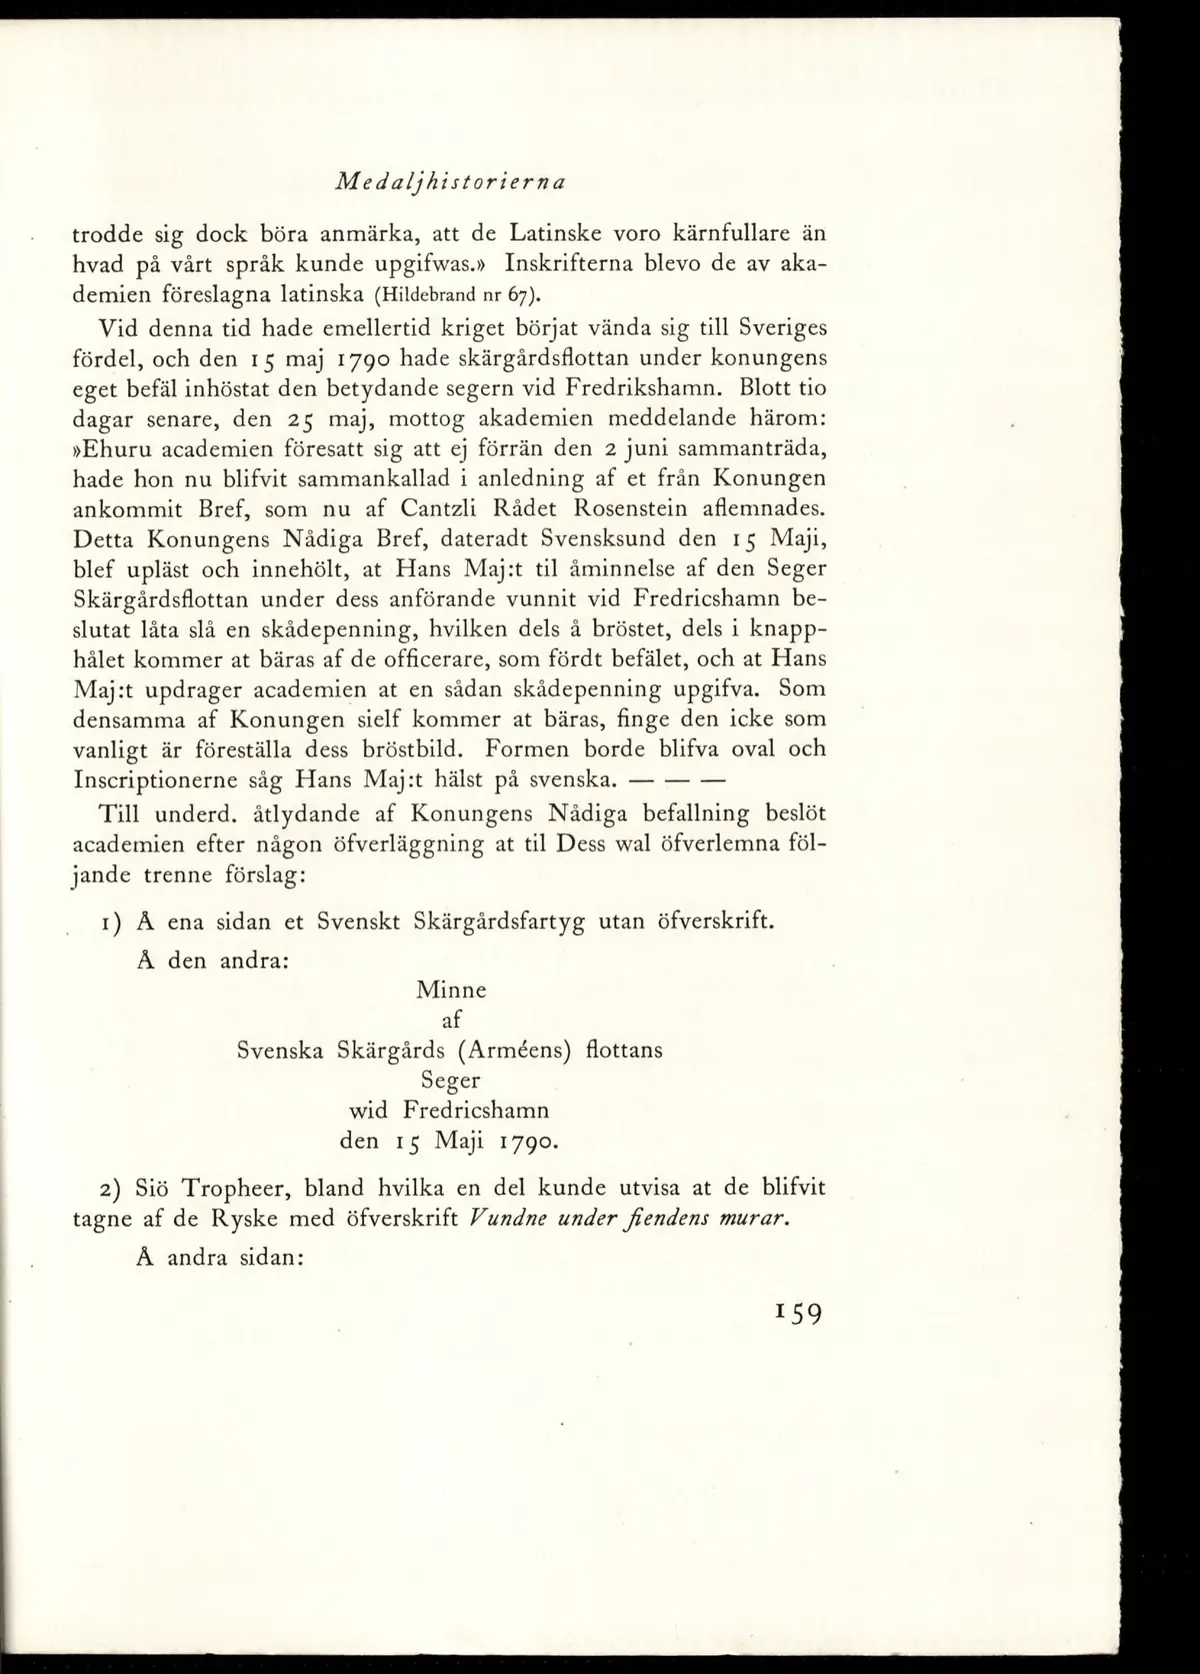 Medaljhistorierna
trodde sig dock böra anmärka, att de Latinske voro kärnfullare än
hvad på vårt språk kunde upgifwas.» Inskrifterna blevo de av aka-
demien föreslagna latinska (Hildebrand nr 67).
Vid denna tid hade emellertid kriget börjat vända sig till Sveriges
fördel, och den 15 maj 1790 hade skärgårdsflottan under konungens
eget befäl inhöstat den betydande segern vid Fredrikshamn. Blott tio
dagar senare, den 25 maj, mottog akademien meddelande härom:
»Ehuru academien föresatt sig att ej förrän den 2 juni sammanträda,
hade hon nu blifvit sammankallad i anledning af et från Konungen
ankommit Bref, som nu af Cantzli Rådet Rosenstein aflemnades.
Detta Konungens Nådiga Bref, dateradt Svensksund den 15 Maji,
blef upläst och innehölt, at Hans Maj:t til åminnelse af den Seger
Skärgårdsflottan under dess anförande vunnit vid Fredricshamn be-
slutat låta slå en skådepenning, hvilken dels å bröstet, dels i knapp-
hålet kommer at bäras af de officerare, som fördt befälet, och at Hans
Maj:t updrager academien at en sådan skådepenning upgifva. Som
densamma af Konungen sielf kommer at bäras, finge den icke som
vanligt är föreställa dess bröstbild. Formen borde blifva oval och
Inscriptionerne såg Hans Maj:t hälst på svenska. — — —
Till underd. åtlydande af Konungens Nådiga befallning beslöt
academien efter någon öfverläggning at til Dess wal öfverlemna föl-
jande trenne förslag:
1) Å ena sidan et Svenskt Skärgårdsfartyg utan öfverskrift.
Å den andra:
Minne
af
Svenska Skärgårds (Arméens) flottans
Seger
wid Fredricshamn
den 15 Maji 1790.
2) Siö Tropheer, bland hvilka en del kunde utvisa at de blifvit
tagne af de Ryske med öfverskrift Vundne under fiendens murar.
Å andra sidan:
159